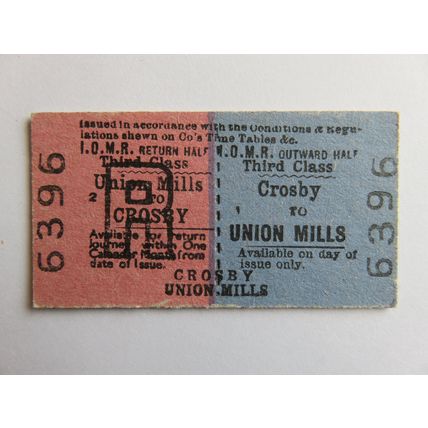 Issued in accordance with the Conditions & Regu-
lations shewn on Co's Time Tables &c.
I.O.M.R. RETURN HALF
Third Class
Union Mills
2
TO
CROSBY
Available for Return
Journey within One
Calendar Month from
date of Issue.
R
6396
I.O.M.R. OUTWARD HALF
Third Class
Crosby
TO
UNION MILLS
Available on day of
issue only.
6396
CROSBY
UNION MILLS